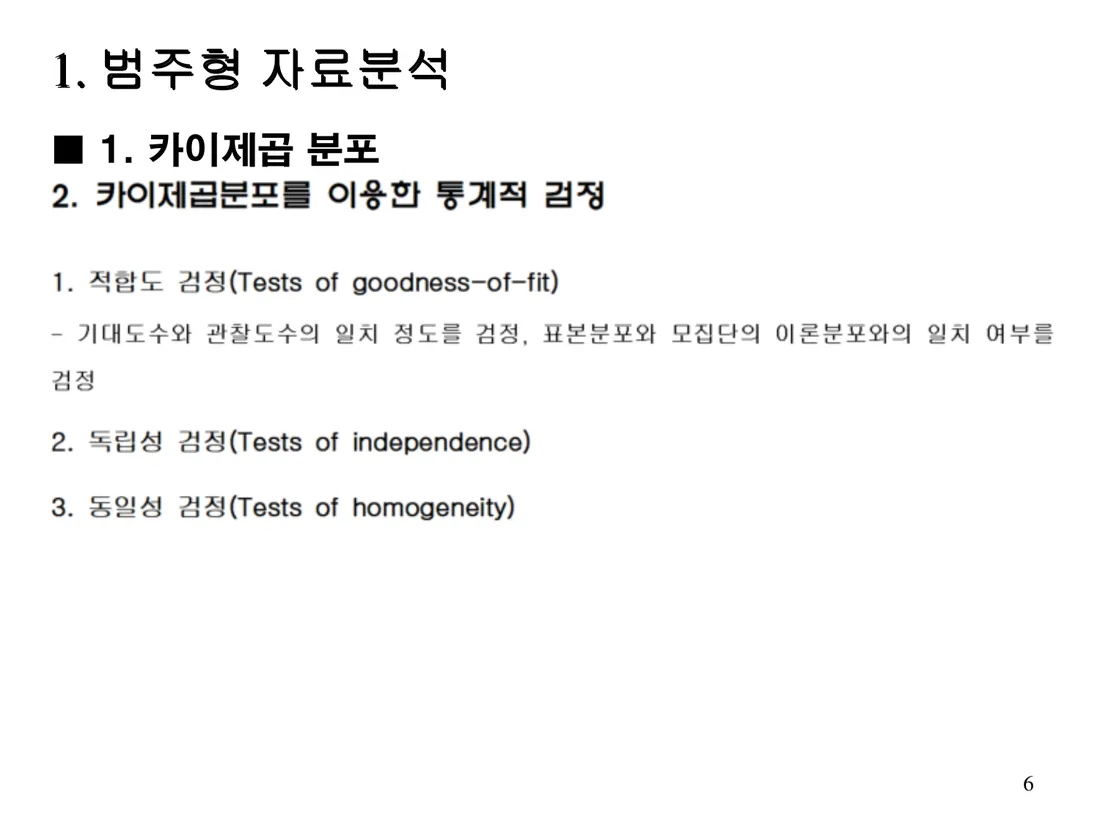 1. 범주형 자료분석
■ 1. 카이제곱 분포
2. 카이제곱분포를 이용한 통계적 검정
1. 적합도 검정(Tests of goodness-of-fit)
- 기대도수와 관찰도수의 일치 정도를 검정, 표본분포와 모집단의 이론분포와의 일치 여부를
검정
2. 독립성 검정(Tests of independence)
3. 동일성 검정(Tests of homogeneity)
6